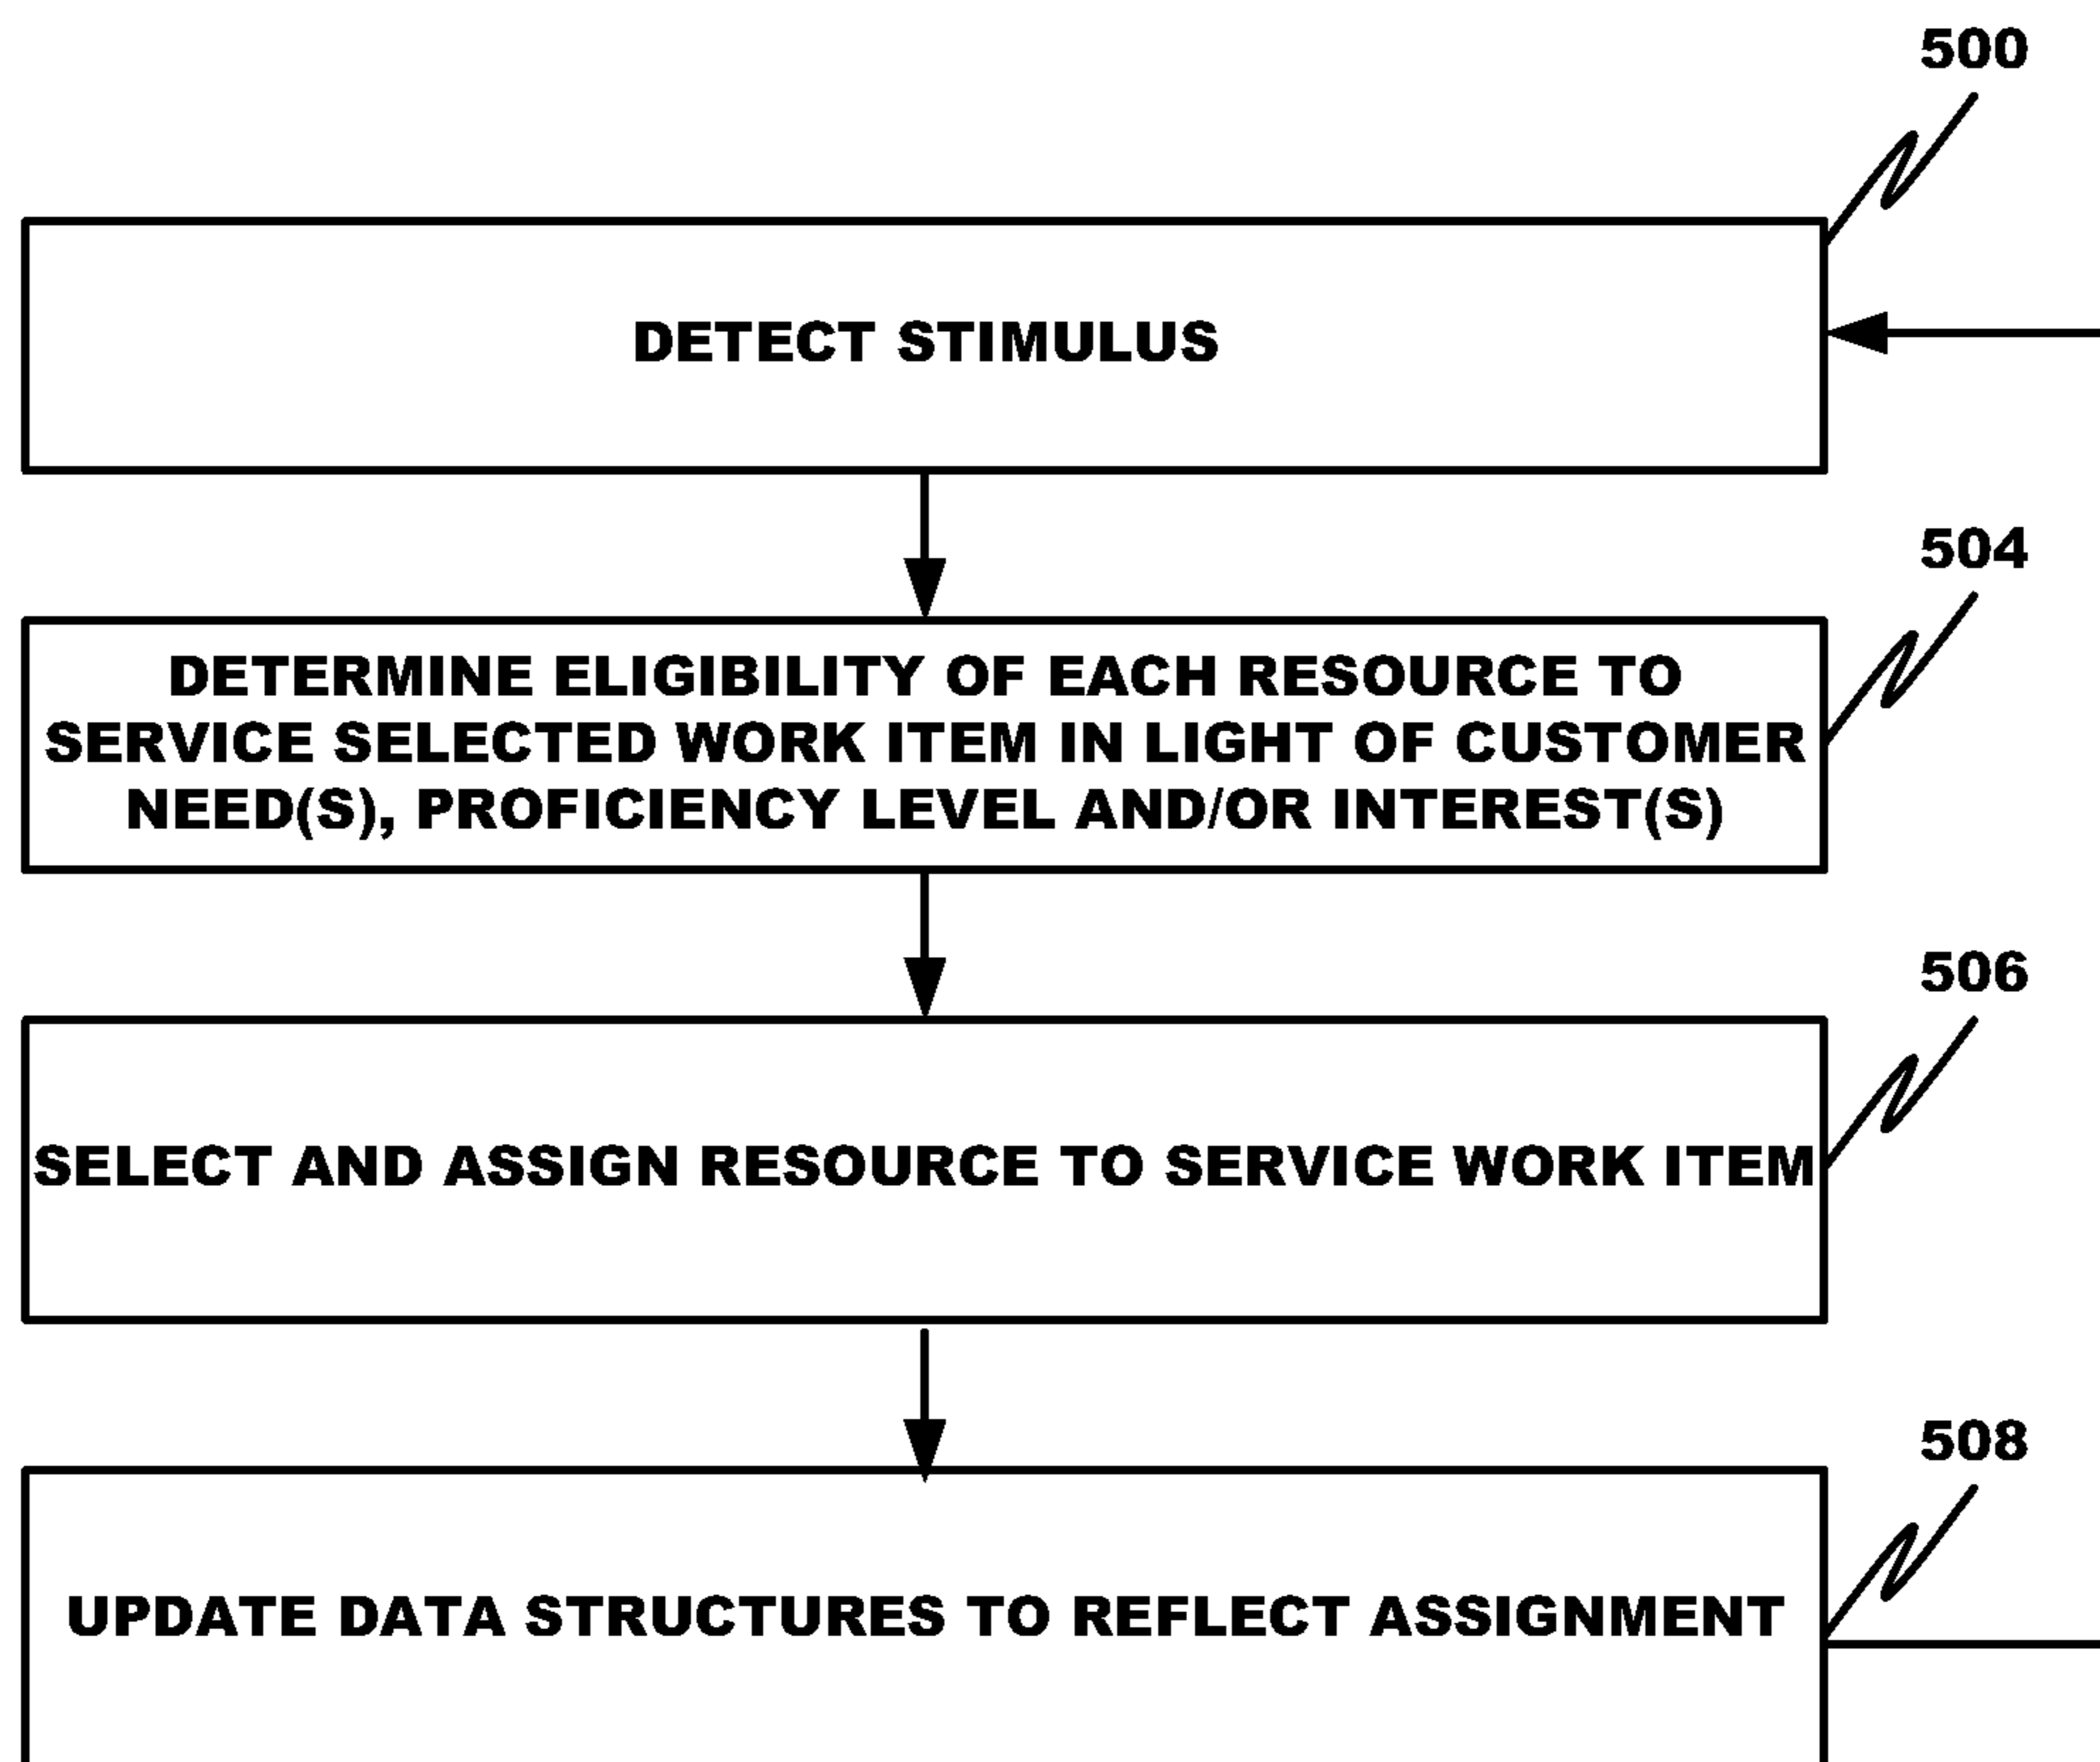 500
DETECT STIMULUS
504
DETERMINE ELIGIBILITY OF EACH RESOURCE TO
SERVICE SELECTED WORK ITEM IN LIGHT OF CUSTOMER
NEED(S), PROFICIENCY LEVEL AND/OR INTEREST(S)
506
SELECT AND ASSIGN RESOURCE TO SERVICE WORK ITEM
508
UPDATE DATA STRUCTURES TO REFLECT ASSIGNMENT